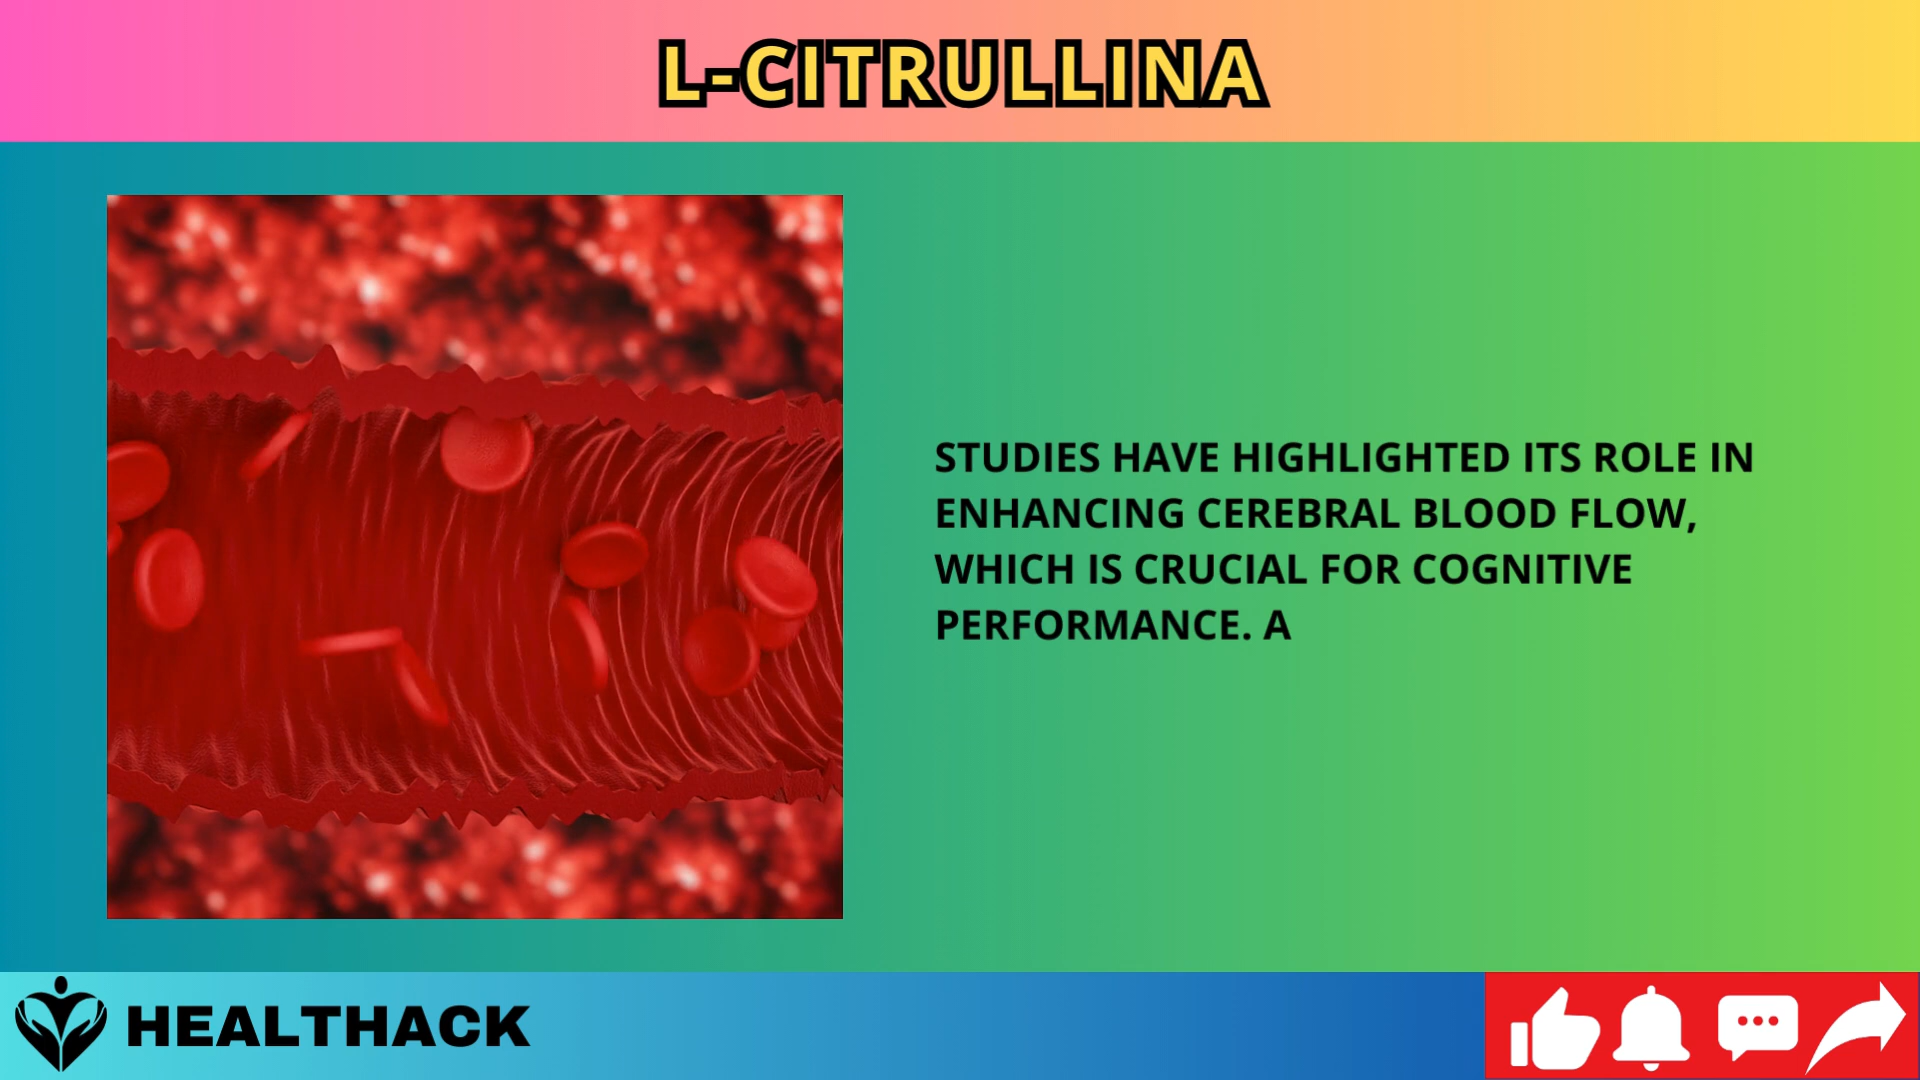 L-CITRULLINA
STUDIES HAVE HIGHLIGHTED ITS ROLE IN
ENHANCING CEREBRAL BLOOD FLOW,
WHICH IS CRUCIAL FOR COGNITIVE
PERFORMANCE. A
HEALTHACK